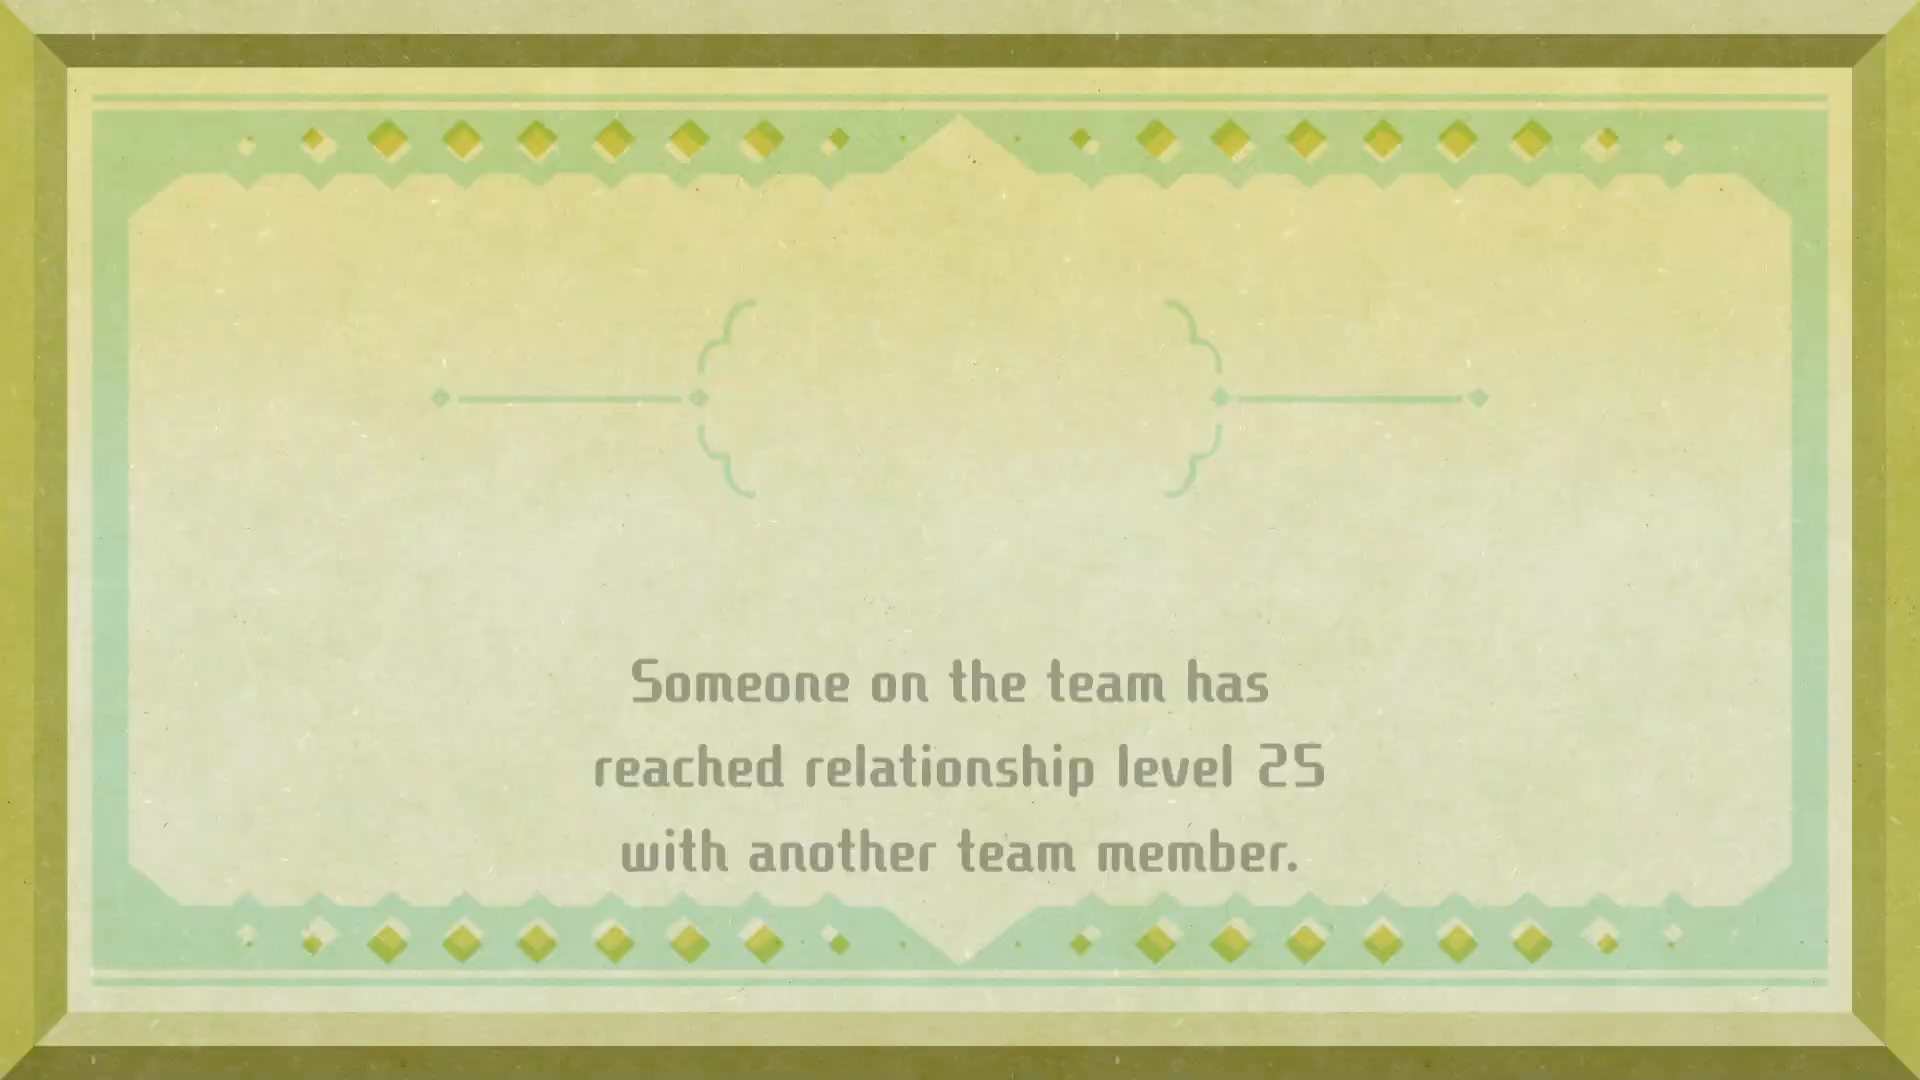 Someone on the team has
reached relationship level 25
with another team member.